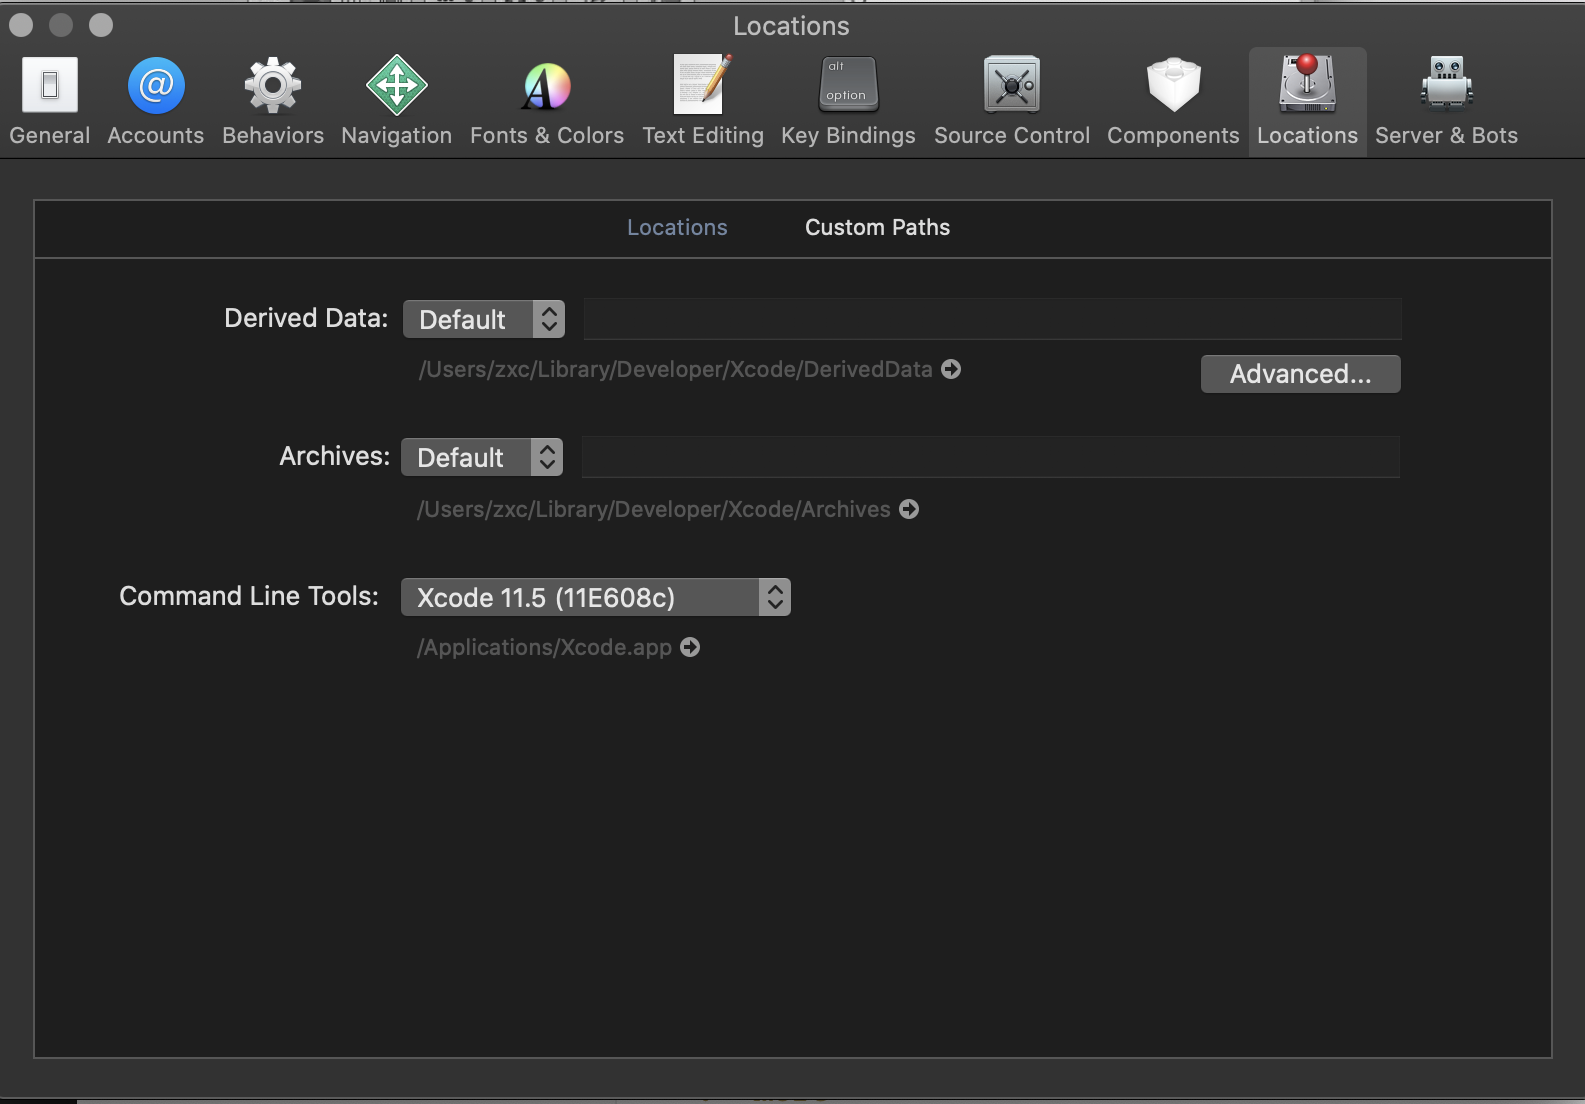 Locations
alt
option
General Accounts Behaviors Navigation Fonts & Colors Text Editing Key Bindings Source Control Components Locations Server & Bots
Locations Custom Paths
Derived Data: Default
/Users/zxc/Library/Developer/Xcode/DerivedData
Advanced...
Archives: Default
/Users/zxc/Library/Developer/Xcode/Archives
Command Line Tools: Xcode 11.5 (11E608c)
/Applications/Xcode.app